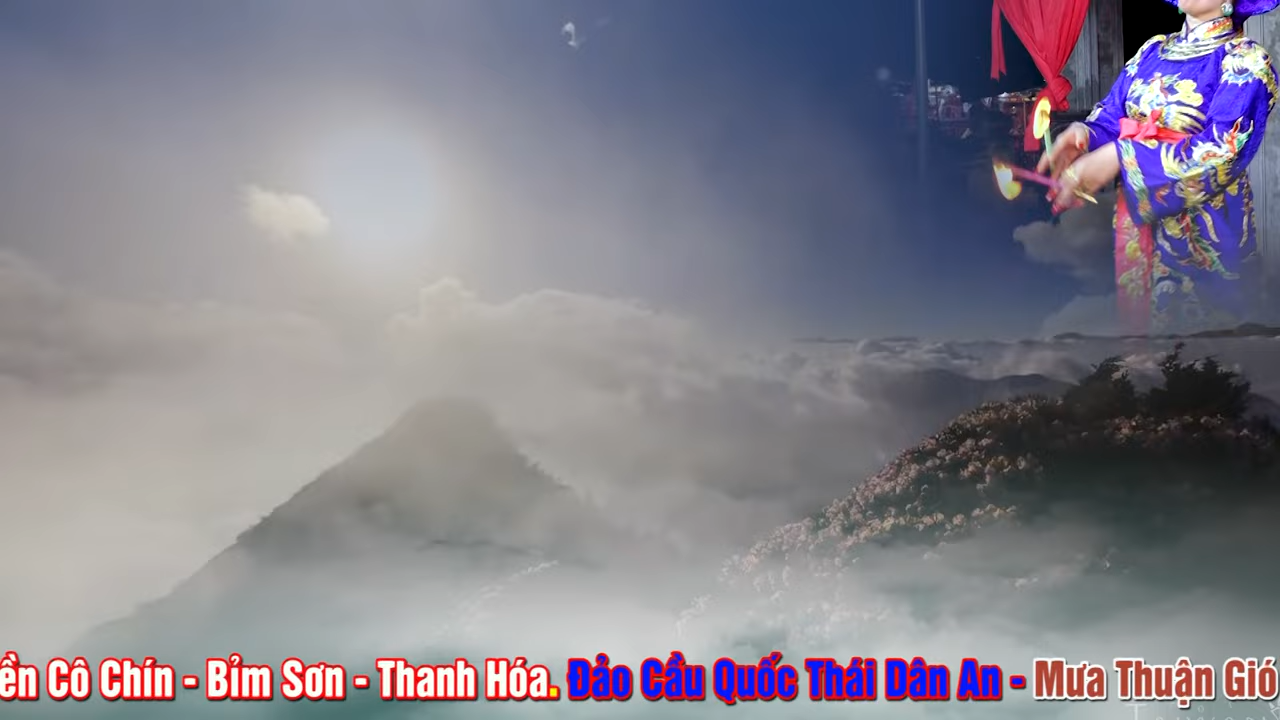 ền Cô Chín - Bỉm Sơn - Thanh Hóa. Đảo Cầu Quốc Thái Dân An - Mưa Thuận Gió